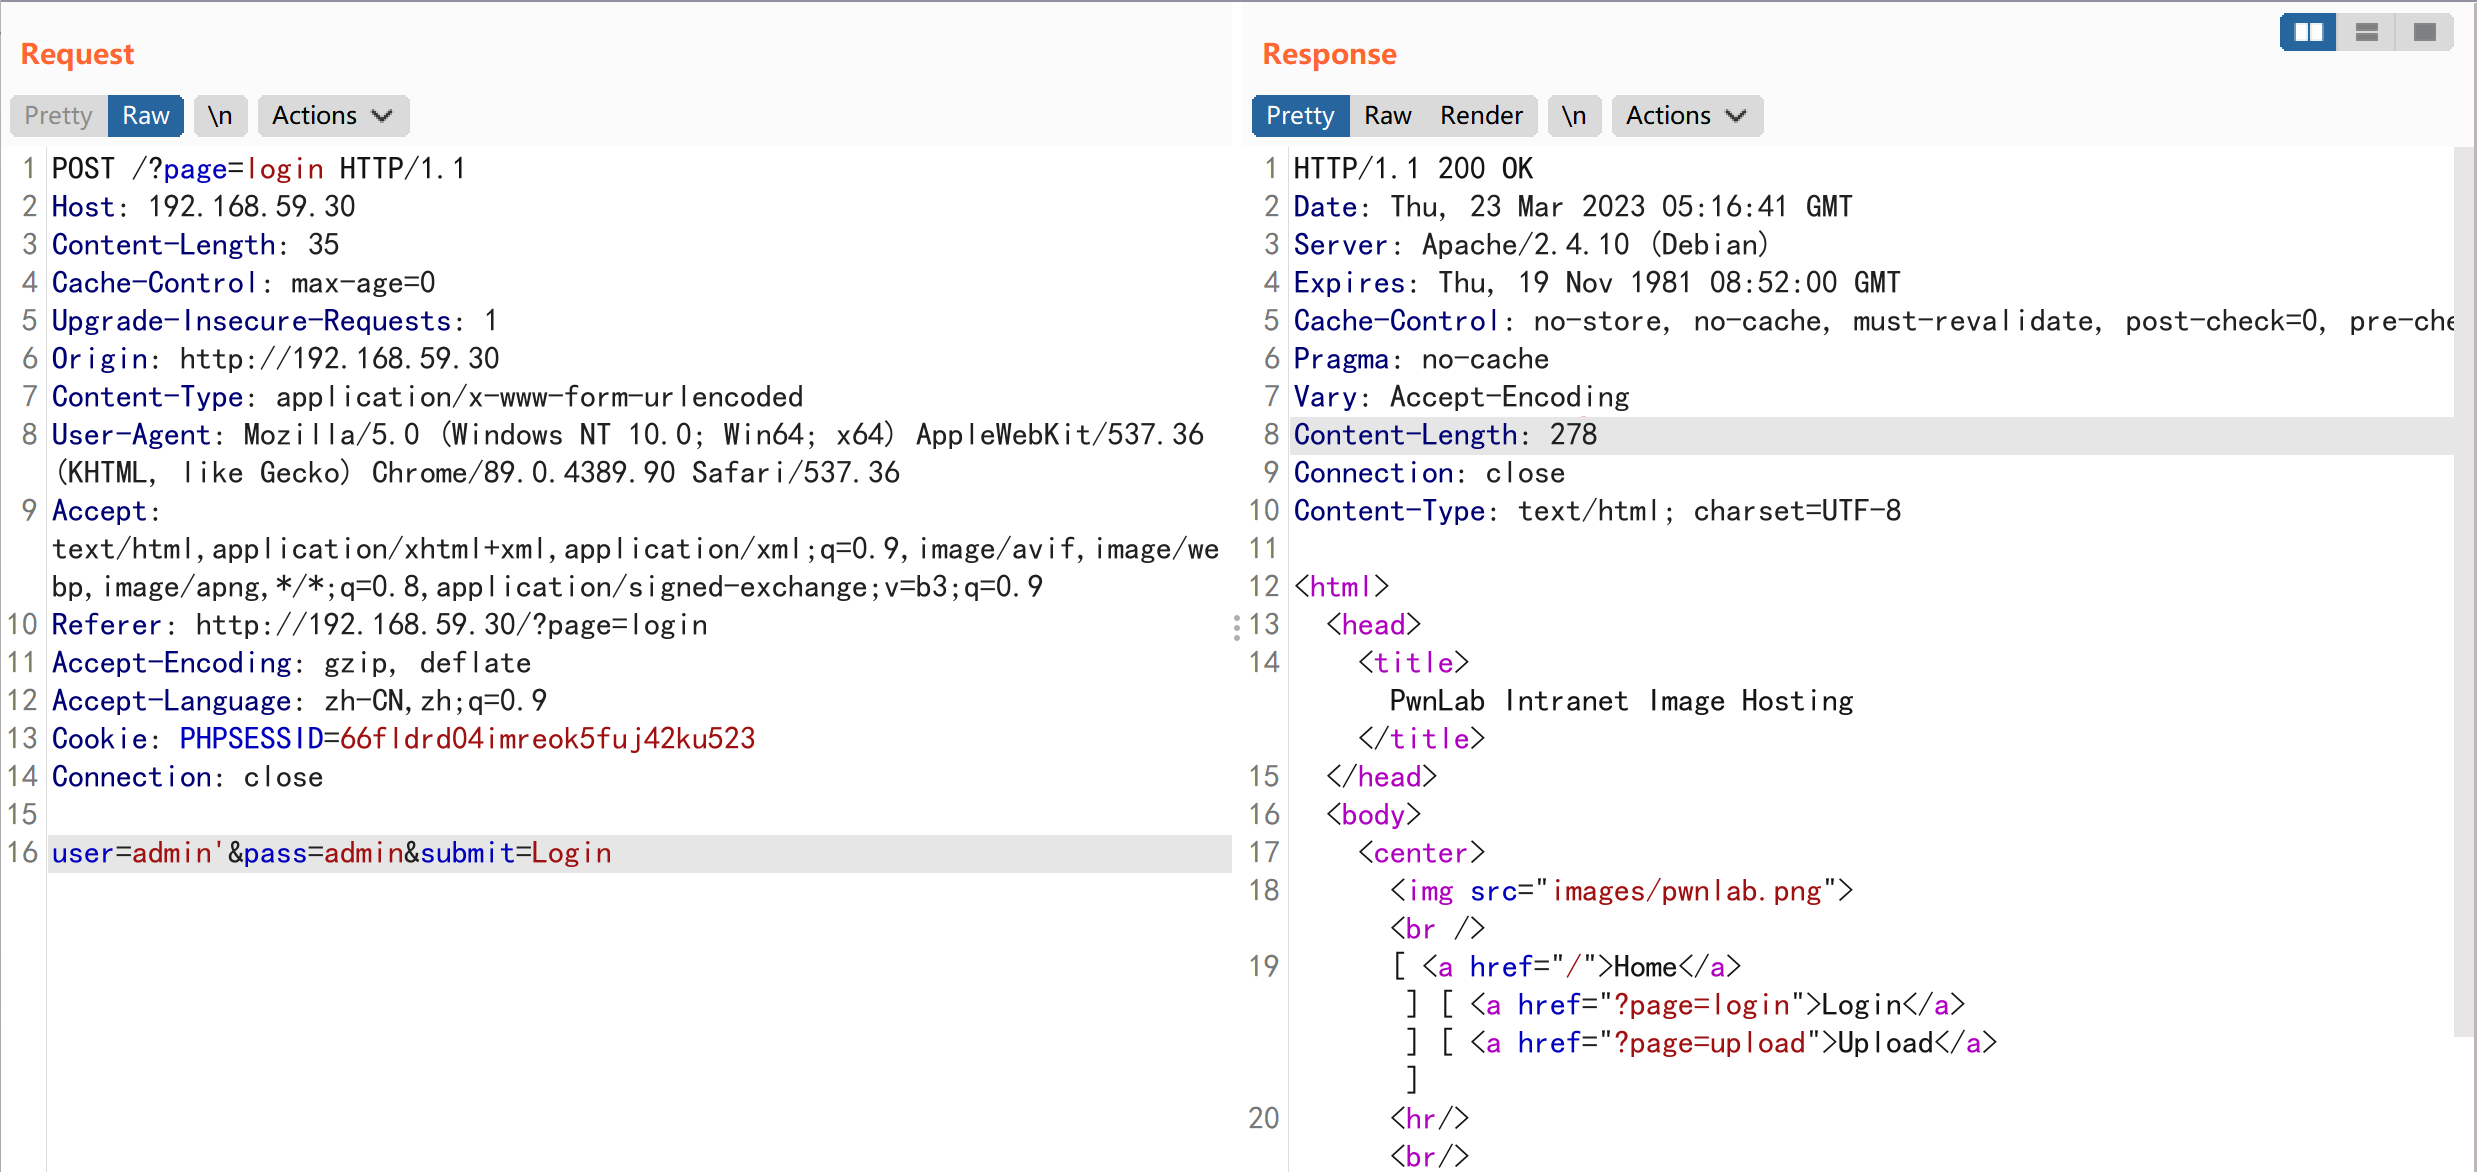 Request
Pretty Raw \n Actions
1 POST /?page=login HTTP/1.1
2 Host: 192.168.59.30
3 Content-Length: 35
4 Cache-Control: max-age=0
5 Upgrade-Insecure-Requests: 1
6 Origin: http://192.168.59.30
7 Content-Type: application/x-www-form-urlencoded
8 User-Agent: Mozilla/5.0 (Windows NT 10.0; Win64; x64) AppleWebKit/537.36
(KHTML, like Gecko) Chrome/89.0.4389.90 Safari/537.36
9 Accept:
text/html,application/xhtml+xml,application/xml;q=0.9,image/avif,image/we
bp,image/apng,*/*;q=0.8,application/signed-exchange;v=b3;q=0.9
10 Referer: http://192.168.59.30/?page=login
11 Accept-Encoding: gzip, deflate
12 Accept-Language: zh-CN,zh;q=0.9
13 Cookie: PHPSESSID=66fldrd04imreok5fuj42ku523
14 Connection: close
15
16 user=admin'&pass=admin&submit=Login
Response
Pretty Raw Render \n Actions
1 HTTP/1.1 200 OK
2 Date: Thu, 23 Mar 2023 05:16:41 GMT
3 Server: Apache/2.4.10 (Debian)
4 Expires: Thu, 19 Nov 1981 08:52:00 GMT
5 Cache-Control: no-store, no-cache, must-revalidate, post-check=0, pre-che
6 Pragma: no-cache
7 Vary: Accept-Encoding
8 Content-Length: 278
9 Connection: close
10 Content-Type: text/html; charset=UTF-8
11
12 <html>
13 <head>
14 <title>
PwnLab Intranet Image Hosting
</title>
15 </head>
16 <body>
17 <center>
18 <img src="images/pwnlab.png">
<br />
19 [ <a href="/">Home</a>
] [ <a href="?page=login">Login</a>
] [ <a href="?page=upload">Upload</a>
]
20 <hr/>
<br/>